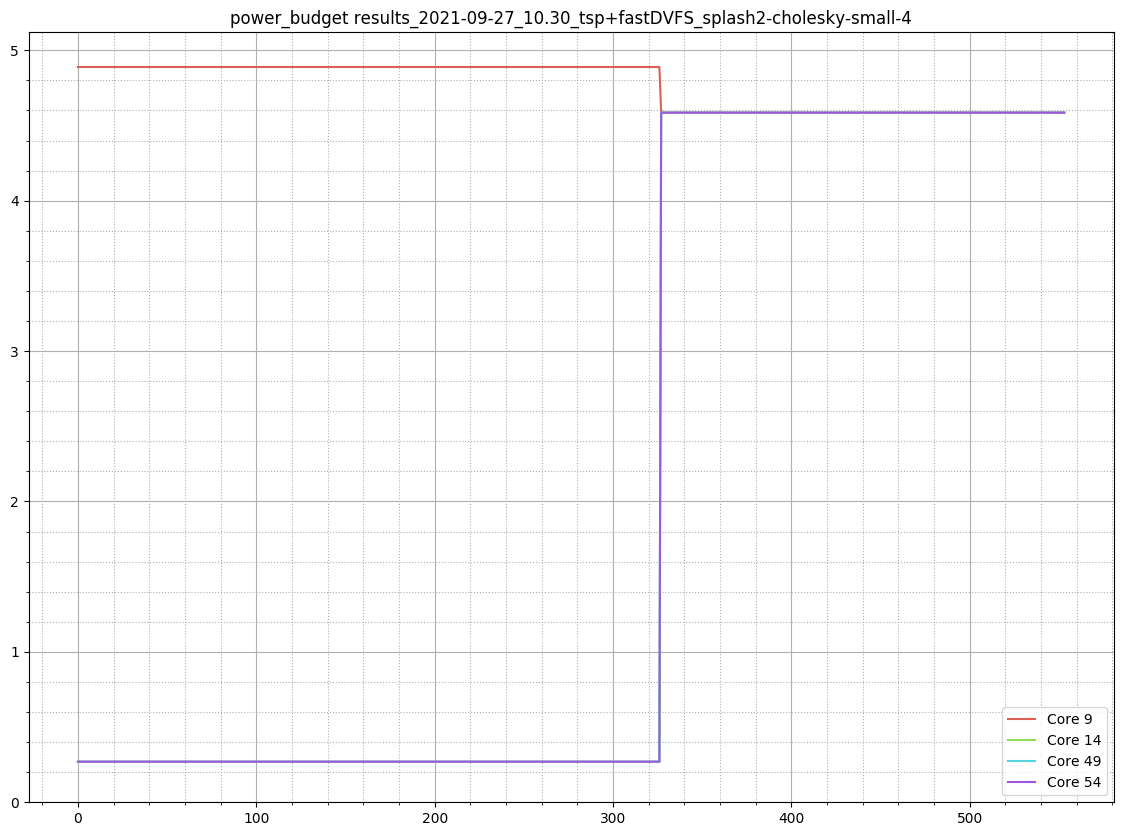 power_budget results_2021-09-27_10.30_tsp+fastDVFS_splash2-cholesky-small-4
5
4
3
2
1
0
0 100 200 300 400 500
Core 9
Core 14
Core 49
Core 54